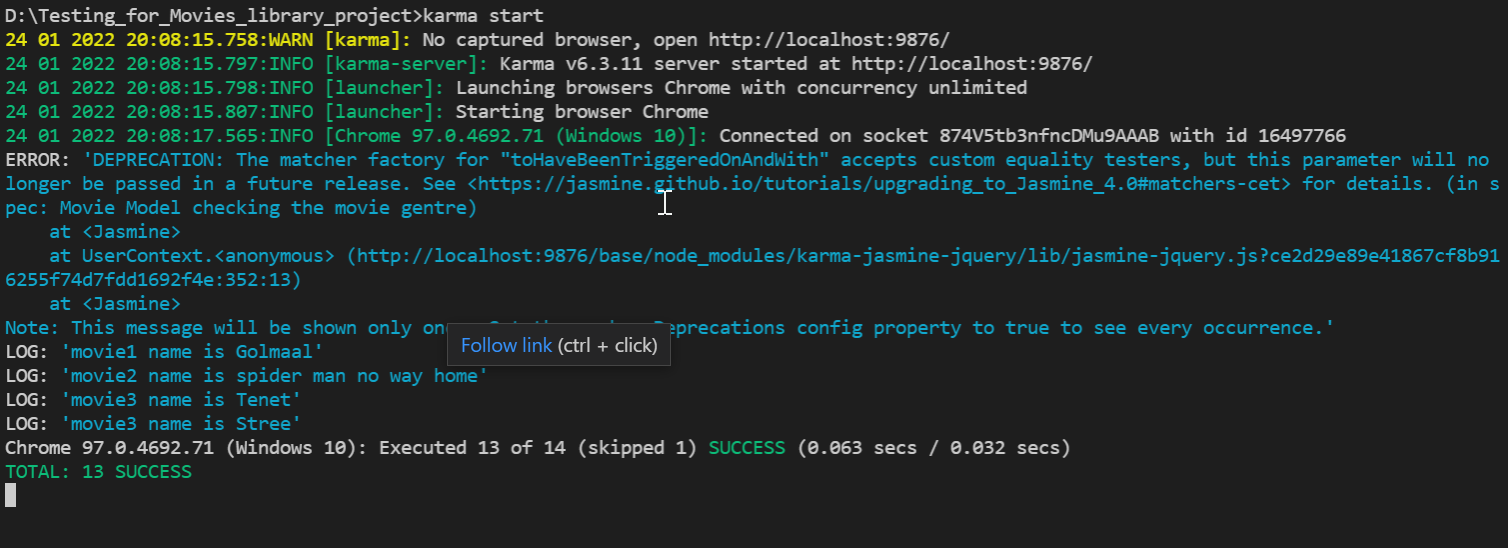 D:\Testing_for_Movies_library_project>karma start
24 01 2022 20:08:15.758:WARN [karma]: No captured browser, open http://localhost:9876/
24 01 2022 20:08:15.797:INFO [karma-server]: Karma v6.3.11 server started at http://localhost:9876/
24 01 2022 20:08:15.798:INFO [launcher]: Launching browsers Chrome with concurrency unlimited
24 01 2022 20:08:15.807:INFO [launcher]: Starting browser Chrome
24 01 2022 20:08:17.565:INFO [Chrome 97.0.4692.71 (Windows 10)]: Connected on socket 874V5tb3nfncDMu9AAAB with id 16497766
ERROR: 'DEPRECATION: The matcher factory for "toHaveBeenTriggeredOnAndWith" accepts custom equality testers, but this parameter will no
longer be passed in a future release. See <https://jasmine.github.io/tutorials/upgrading_to_Jasmine_4.0#matchers-cet> for details. (in s
pec: Movie Model checking the movie gentre)
    at <Jasmine>
    at UserContext.<anonymous> (http://localhost:9876/base/node_modules/karma-jasmine-jquery/lib/jasmine-jquery.js?ce2d29e89e41867cf8b91
6255f74d7fdd1692f4e:352:13)
    at <Jasmine>
Note: This message will be shown only Deprecations config property to true to see every occurrence.'
Follow link (ctrl + click)
LOG: 'movie1 name is Golmaal'
LOG: 'movie2 name is spider man no way home'
LOG: 'movie3 name is Tenet'
LOG: 'movie3 name is Stree'
Chrome 97.0.4692.71 (Windows 10): Executed 13 of 14 (skipped 1) SUCCESS (0.063 secs / 0.032 secs)
TOTAL: 13 SUCCESS